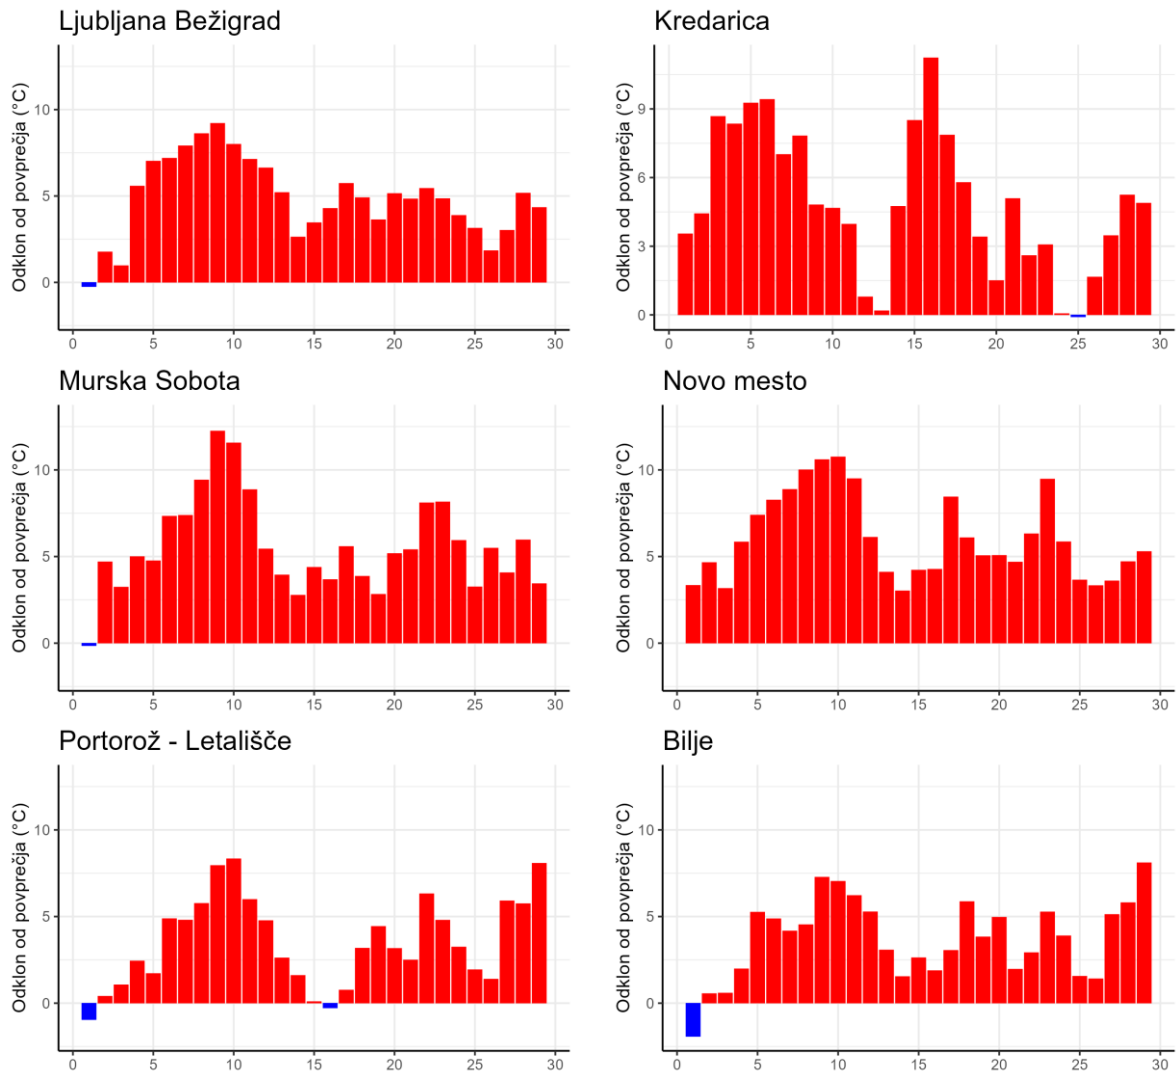 Ljubljana Bežigrad
Odklon od povprečja (°C)
10
5
0
0 5 10 15 20 25 30
Kredarica
Odklon od povprečja (°C)
9
6
3
0
0 5 10 15 20 25 30
Murska Sobota
Odklon od povprečja (°C)
10
5
0
0 5 10 15 20 25 30
Novo mesto
Odklon od povprečja (°C)
10
5
0
0 5 10 15 20 25 30
Portorož - Letališče
Odklon od povprečja (°C)
10
5
0
0 5 10 15 20 25 30
Bilje
Odklon od povprečja (°C)
10
5
0
0 5 10 15 20 25 30